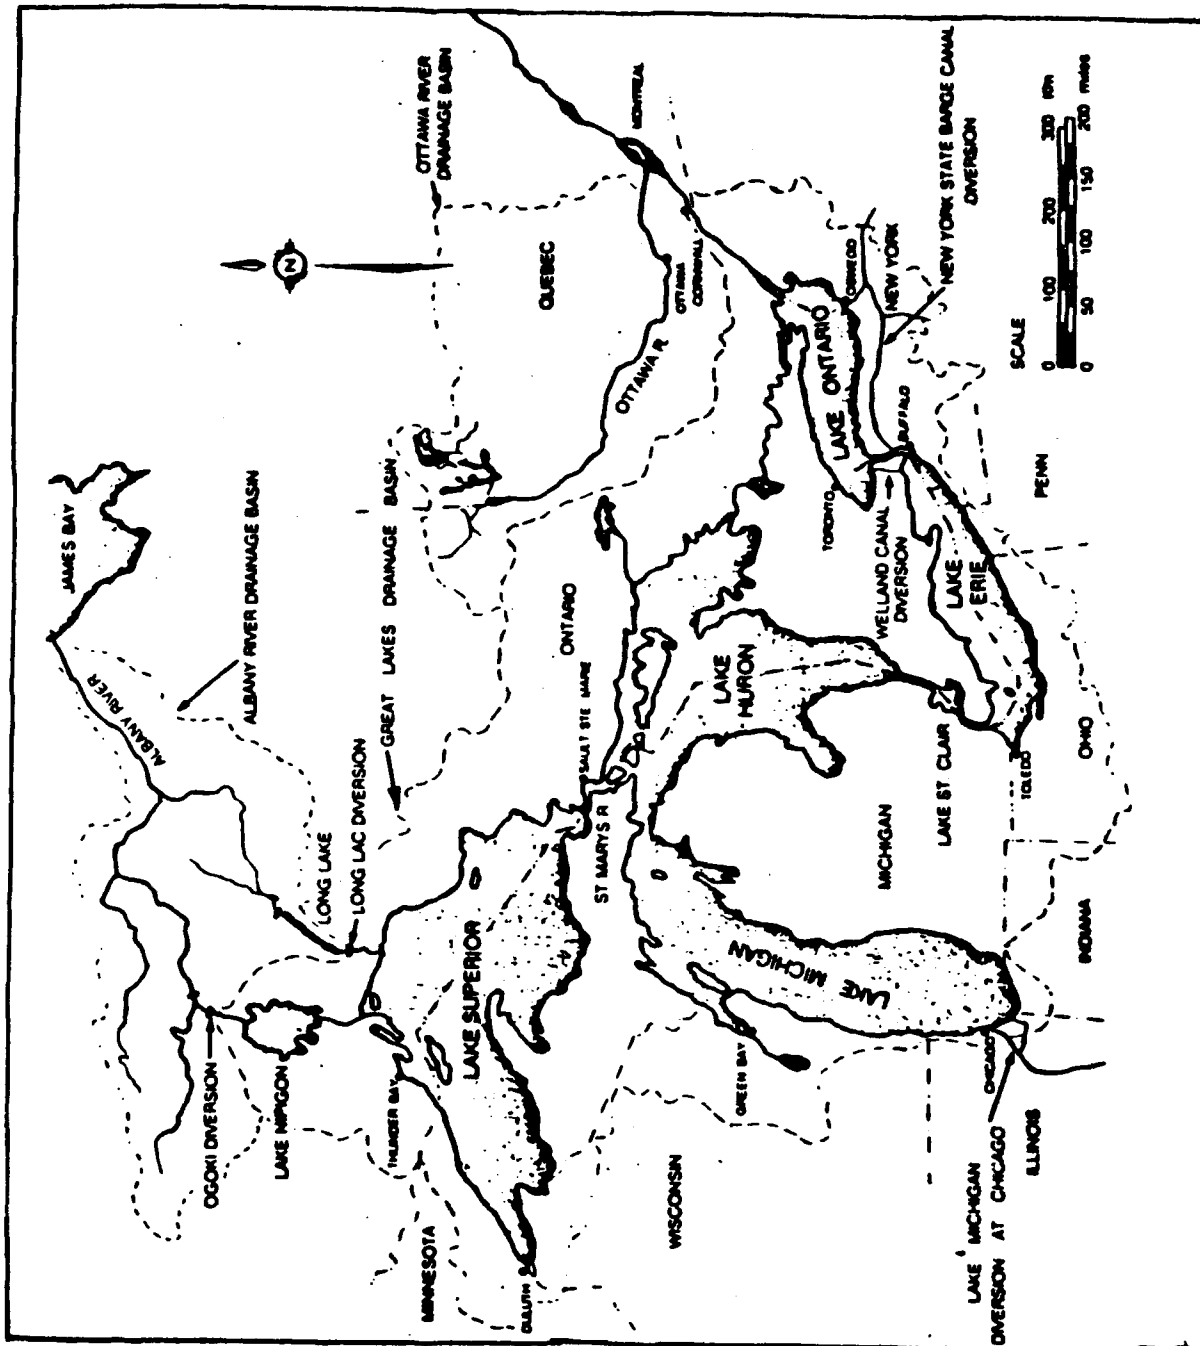 JAMES BAY
ALBANY RIVER
ALBANY RIVER DRAINAGE BASIN
OTTAWA RIVER
DRAINAGE BASIN
N
OGOKI DIVERSION
LAKE NIPIGON
LONG LAKE
LONG LAC DIVERSION
GREAT LAKES DRAINAGE BASIN
QUEBEC
MINNESOTA
THUNDER BAY
LAKE SUPERIOR
DULUTH
ONTARIO
SAULT STE MARIE
ST MARYS R
OTTAWA R.
OTTAWA
CORNWALL
MONTREAL
WISCONSIN
GREEN BAY
LAKE MICHIGAN
MICHIGAN
LAKE
HURON
TORONTO
LAKE ONTARIO
OSWEGO
NEW YORK
NEW YORK STATE BARGE CANAL
DIVERSION
BUFFALO
WELLAND CANAL
DIVERSION
LAKE
ERIE
LAKE ST CLAIR
TOLEDO
OHIO
PENN
INDIANA
CHICAGO
ILLINOIS
LAKE MICHIGAN
DIVERSION AT CHICAGO
SCALE
0 100 200 300 Km
0 50 100 150 200 miles